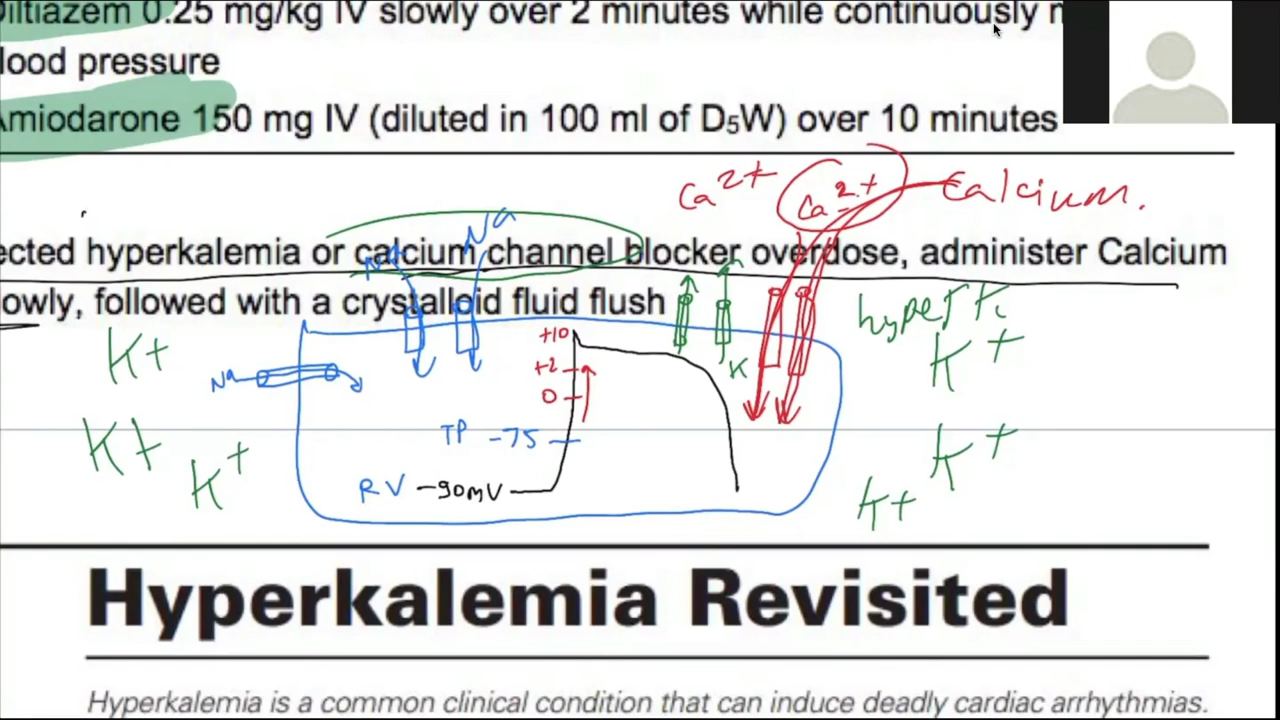 Diltiazem 0.25 mg/kg IV slowly over 2 minutes while continuously m
lood pressure
Amiodarone 150 mg IV (diluted in 100 ml of D5W) over 10 minutes
Ca2+ Ca2+ Calcium.
Na Na
ected hyperkalemia or calcium channel blocker overdose, administer Calcium
lowly, followed with a crystalloid fluid flush
K+ +10 K+
Na +2 K
0
K+ TP -75 K+
K+ RV -90mV K+
Hyperkalemia Revisited
Hyperkalemia is a common clinical condition that can induce deadly cardiac arrhythmias.